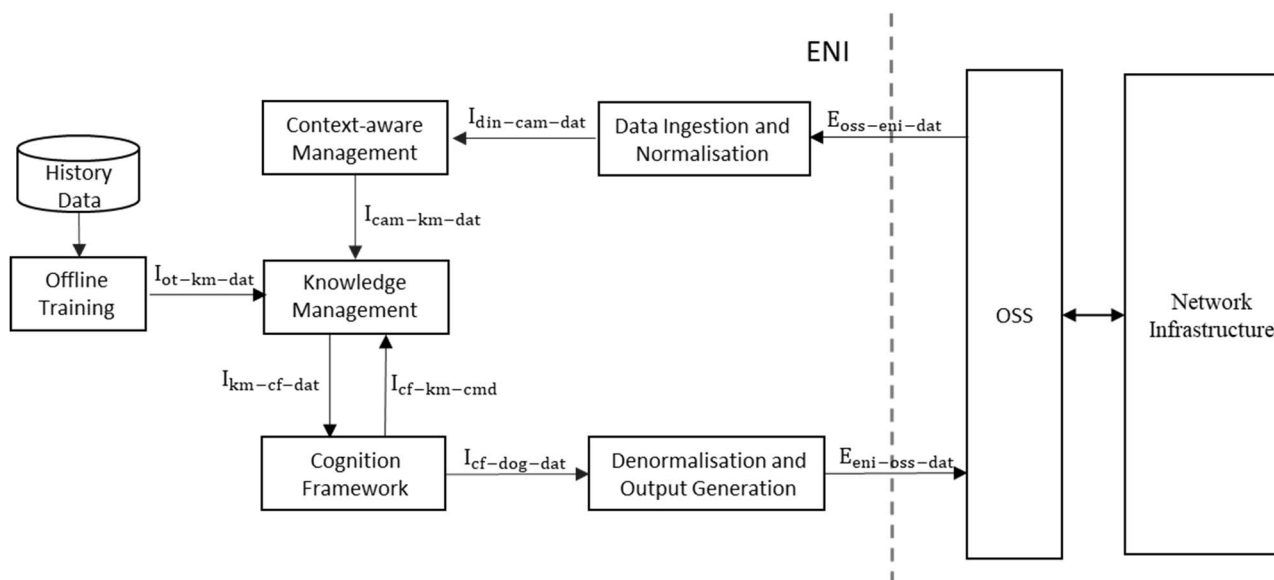 ENI
Context-aware
Management
I_din−cam−dat
Data Ingestion and
Normalisation
E_oss−eni−dat
History
Data
I_cam−km−dat
Offline
Training
I_ot−km−dat
Knowledge
Management
OSS
Network
Infrastructure
I_km−cf−dat
I_cf−km−cmd
Cognition
Framework
I_cf−dog−dat
Denormalisation and
Output Generation
E_eni−oss−dat